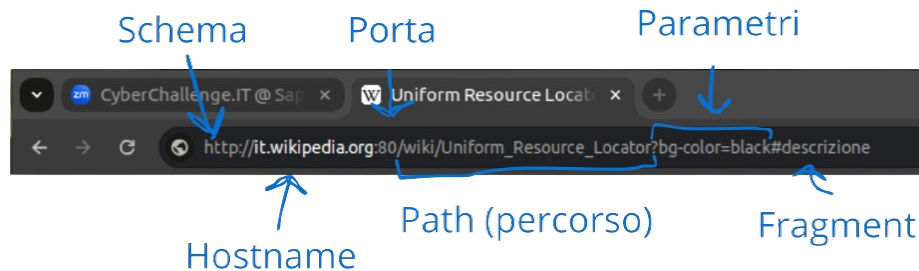 Schema
Porta
Parametri
CyberChallenge.IT @ Sap
Uniform Resource Locat
http://it.wikipedia.org:80/wiki/Uniform_Resource_Locator?bg-color=black#descrizione
Path (percorso)
Fragment
Hostname